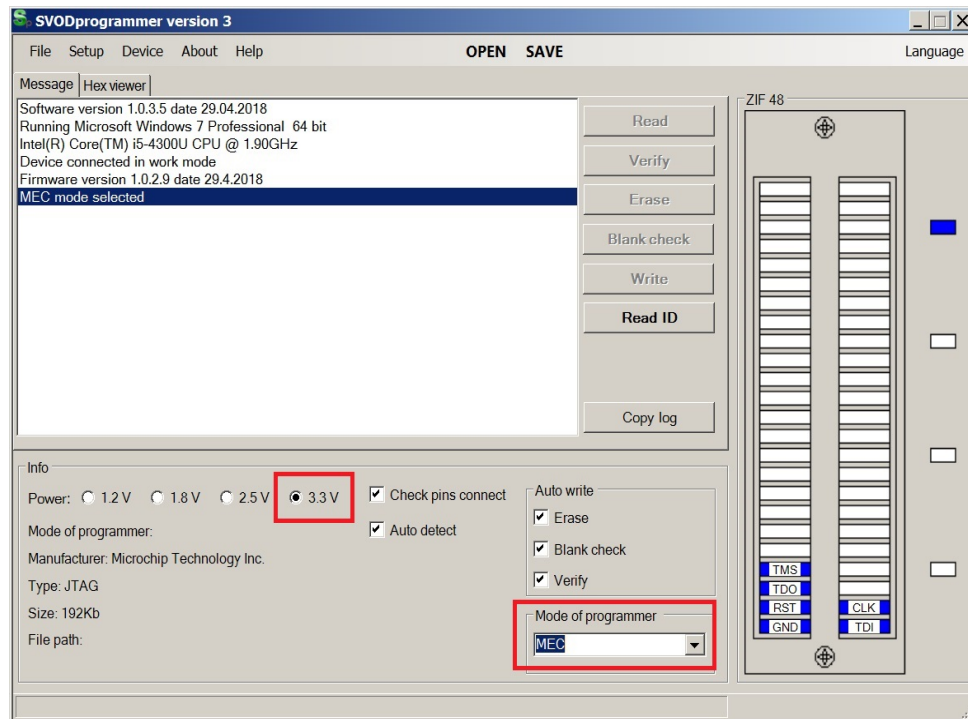 SVODprogrammer version 3
File Setup Device About Help OPEN SAVE Language
Message Hex viewer
Software version 1.0.3.5 date 29.04.2018
Running Microsoft Windows 7 Professional 64 bit
Intel(R) Core(TM) i5-4300U CPU @ 1.90GHz
Device connected in work mode
Firmware version 1.0.2.9 date 29.4.2018
MEC mode selected
Read
Verify
Erase
Blank check
Write
Read ID
Copy log
Info
Power: 1.2 V 1.8 V 2.5 V 3.3 V
Mode of programmer:
Manufacturer: Microchip Technology Inc.
Type: JTAG
Size: 192Kb
File path:
Check pins connect
Auto detect
Auto write
Erase
Blank check
Verify
Mode of programmer
MEC
ZIF 48
TMS
TDO
RST CLK
GND TDI